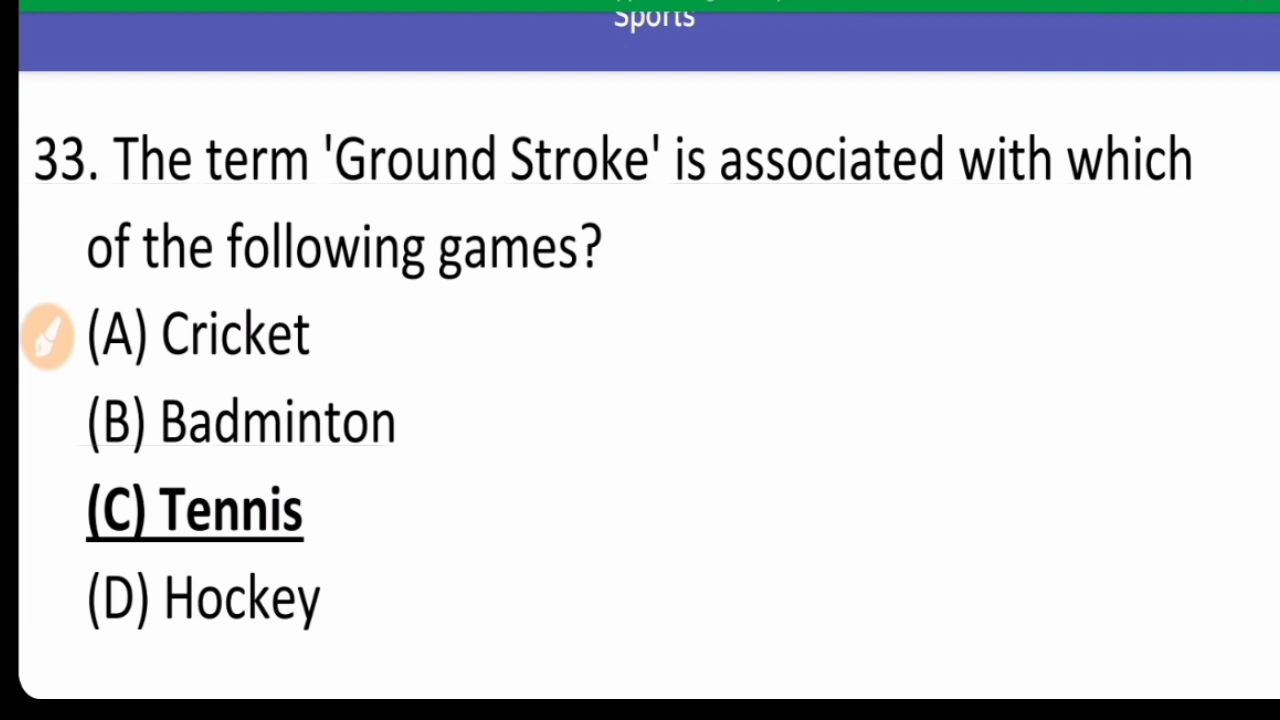 Sports
33. The term 'Ground Stroke' is associated with which
of the following games?
(A) Cricket
(B) Badminton
(C) Tennis
(D) Hockey